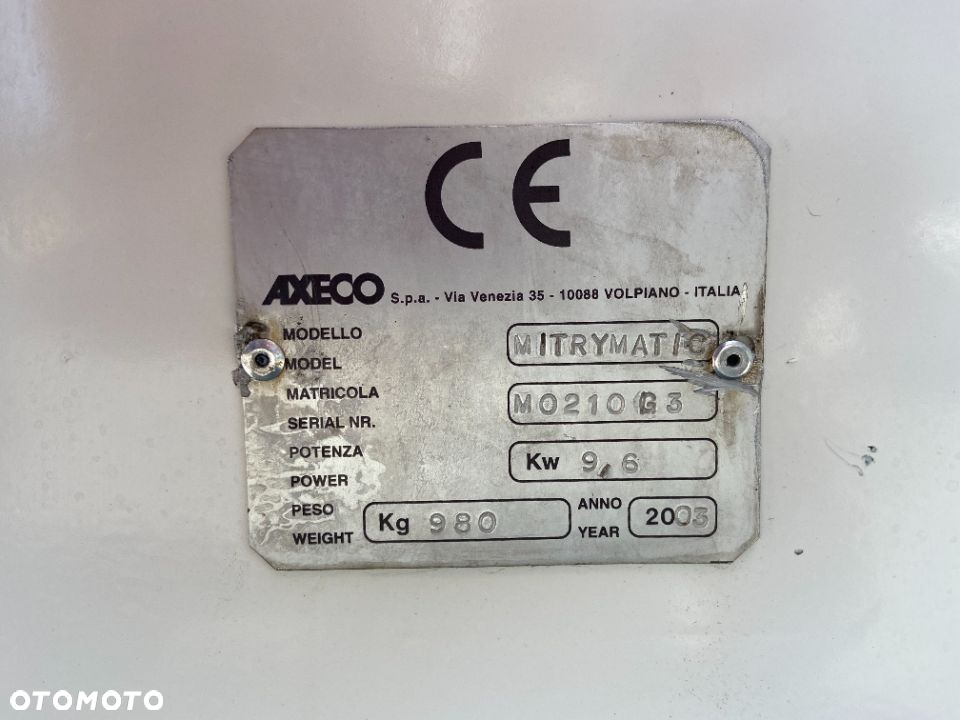 CE
AXECO S.p.a. - Via Venezia 35 - 10088 VOLPIANO - ITALIA
MODELLO
MODEL
MITRYMATIC
MATRICOLA
SERIAL NR.
M0210G3
POTENZA
POWER
Kw 9,6
PESO
WEIGHT
Kg 980
ANNO
YEAR
2003
OTOMOTO